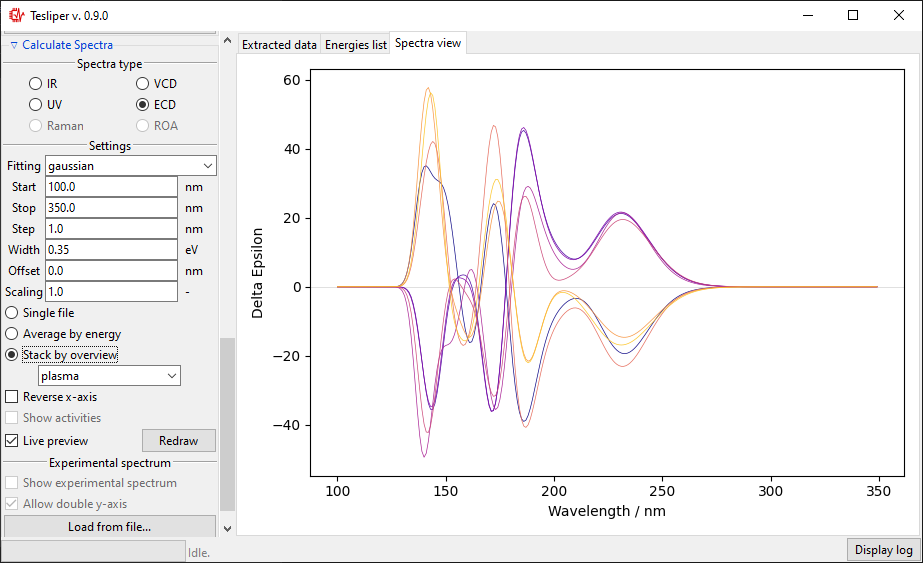 Tesliper v. 0.9.0
Calculate Spectra
Spectra type
IR VCD
UV ECD
Raman ROA
Settings
Fitting gaussian
Start 100.0 nm
Stop 350.0 nm
Step 1.0 nm
Width 0.35 eV
Offset 0.0 nm
Scaling 1.0 -
Single file
Average by energy
Stack by overview
plasma
Reverse x-axis
Show activities
Live preview Redraw
Experimental spectrum
Show experimental spectrum
Allow double y-axis
Load from file...
Idle.
Extracted data Energies list Spectra view
Delta Epsilon
60
40
20
0
−20
−40
100 150 200 250 300 350
Wavelength / nm
Display log